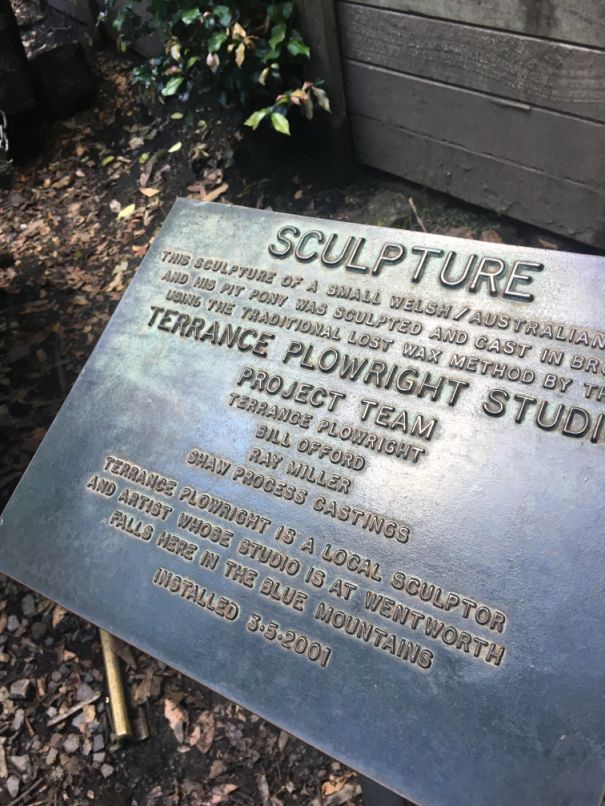 SCULPTURE
THIS SCULPTURE OF A SMALL WELSH/AUSTRALIAN
AND HIS PIT PONY WAS SCULPTED AND CAST IN
USING THE TRADITIONAL LOST WAX METHOD BY
TERRANCE PLOWRIGHT
PROJECT TEAM
TERRANCE PLOWRIGHT
BILL OFFORD
RAY MILLER
SHAW PROCESS CASTINGS
TERRANCE PLOWRIGHT IS A LOCAL SCULPTOR
AND ARTIST WHOSE STUDIO IS AT WENTWORTH
FALLS HERE IN THE BLUE MOUNTAINS
INSTALLED 3·5·2001